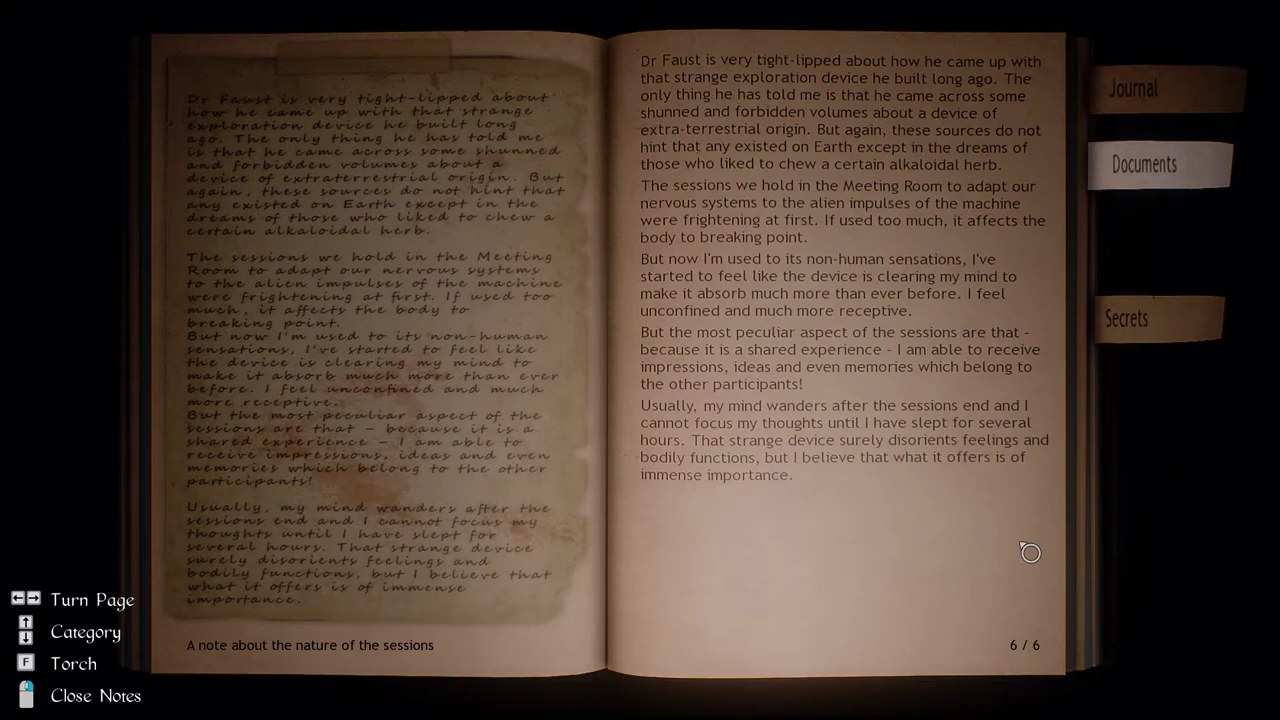 Dr Faust is very tight-lipped about
how he came up with that strange
exploration device he built long
ago. The only thing he has told me
is that he came across some shunned
and forbidden volumes about a
device of extraterrestrial origin. But
again, these sources do not hint that
any existed on Earth except in the
dreams of those who liked to chew a
certain alkaloidal herb.
The sessions we hold in the Meeting
Room to adapt our nervous systems
to the alien impulses of the machine
were frightening at first. If used too
much, it affects the body to
breaking point.
But now I'm used to its non-human
sensations, I've started to feel like
the device is clearing my mind to
make it absorb much more than ever
before. I feel unconfined and much
more receptive.
But the most peculiar aspect of the
sessions are that - because it is a
shared experience - I am able to
receive impressions, ideas and even
memories which belong to the other
participants!
Usually, my mind wanders after the
sessions end and I cannot focus my
thoughts until I have slept for
several hours. That strange device
surely disorients feelings and
bodily functions, but I believe that
what it offers is of immense
importance.
A note about the nature of the sessions
Dr Faust is very tight-lipped about how he came up with
that strange exploration device he built long ago. The
only thing he has told me is that he came across some
shunned and forbidden volumes about a device of
extra-terrestrial origin. But again, these sources do not
hint that any existed on Earth except in the dreams of
those who liked to chew a certain alkaloidal herb.
The sessions we hold in the Meeting Room to adapt our
nervous systems to the alien impulses of the machine
were frightening at first. If used too much, it affects the
body to breaking point.
But now I'm used to its non-human sensations, I've
started to feel like the device is clearing my mind to
make it absorb much more than ever before. I feel
unconfined and much more receptive.
But the most peculiar aspect of the sessions are that -
because it is a shared experience - I am able to receive
impressions, ideas and even memories which belong to
the other participants!
Usually, my mind wanders after the sessions end and I
cannot focus my thoughts until I have slept for several
hours. That strange device surely disorients feelings and
bodily functions, but I believe that what it offers is of
immense importance.
6 / 6
Journal
Documents
Secrets
Turn Page
Category
F Torch
Close Notes